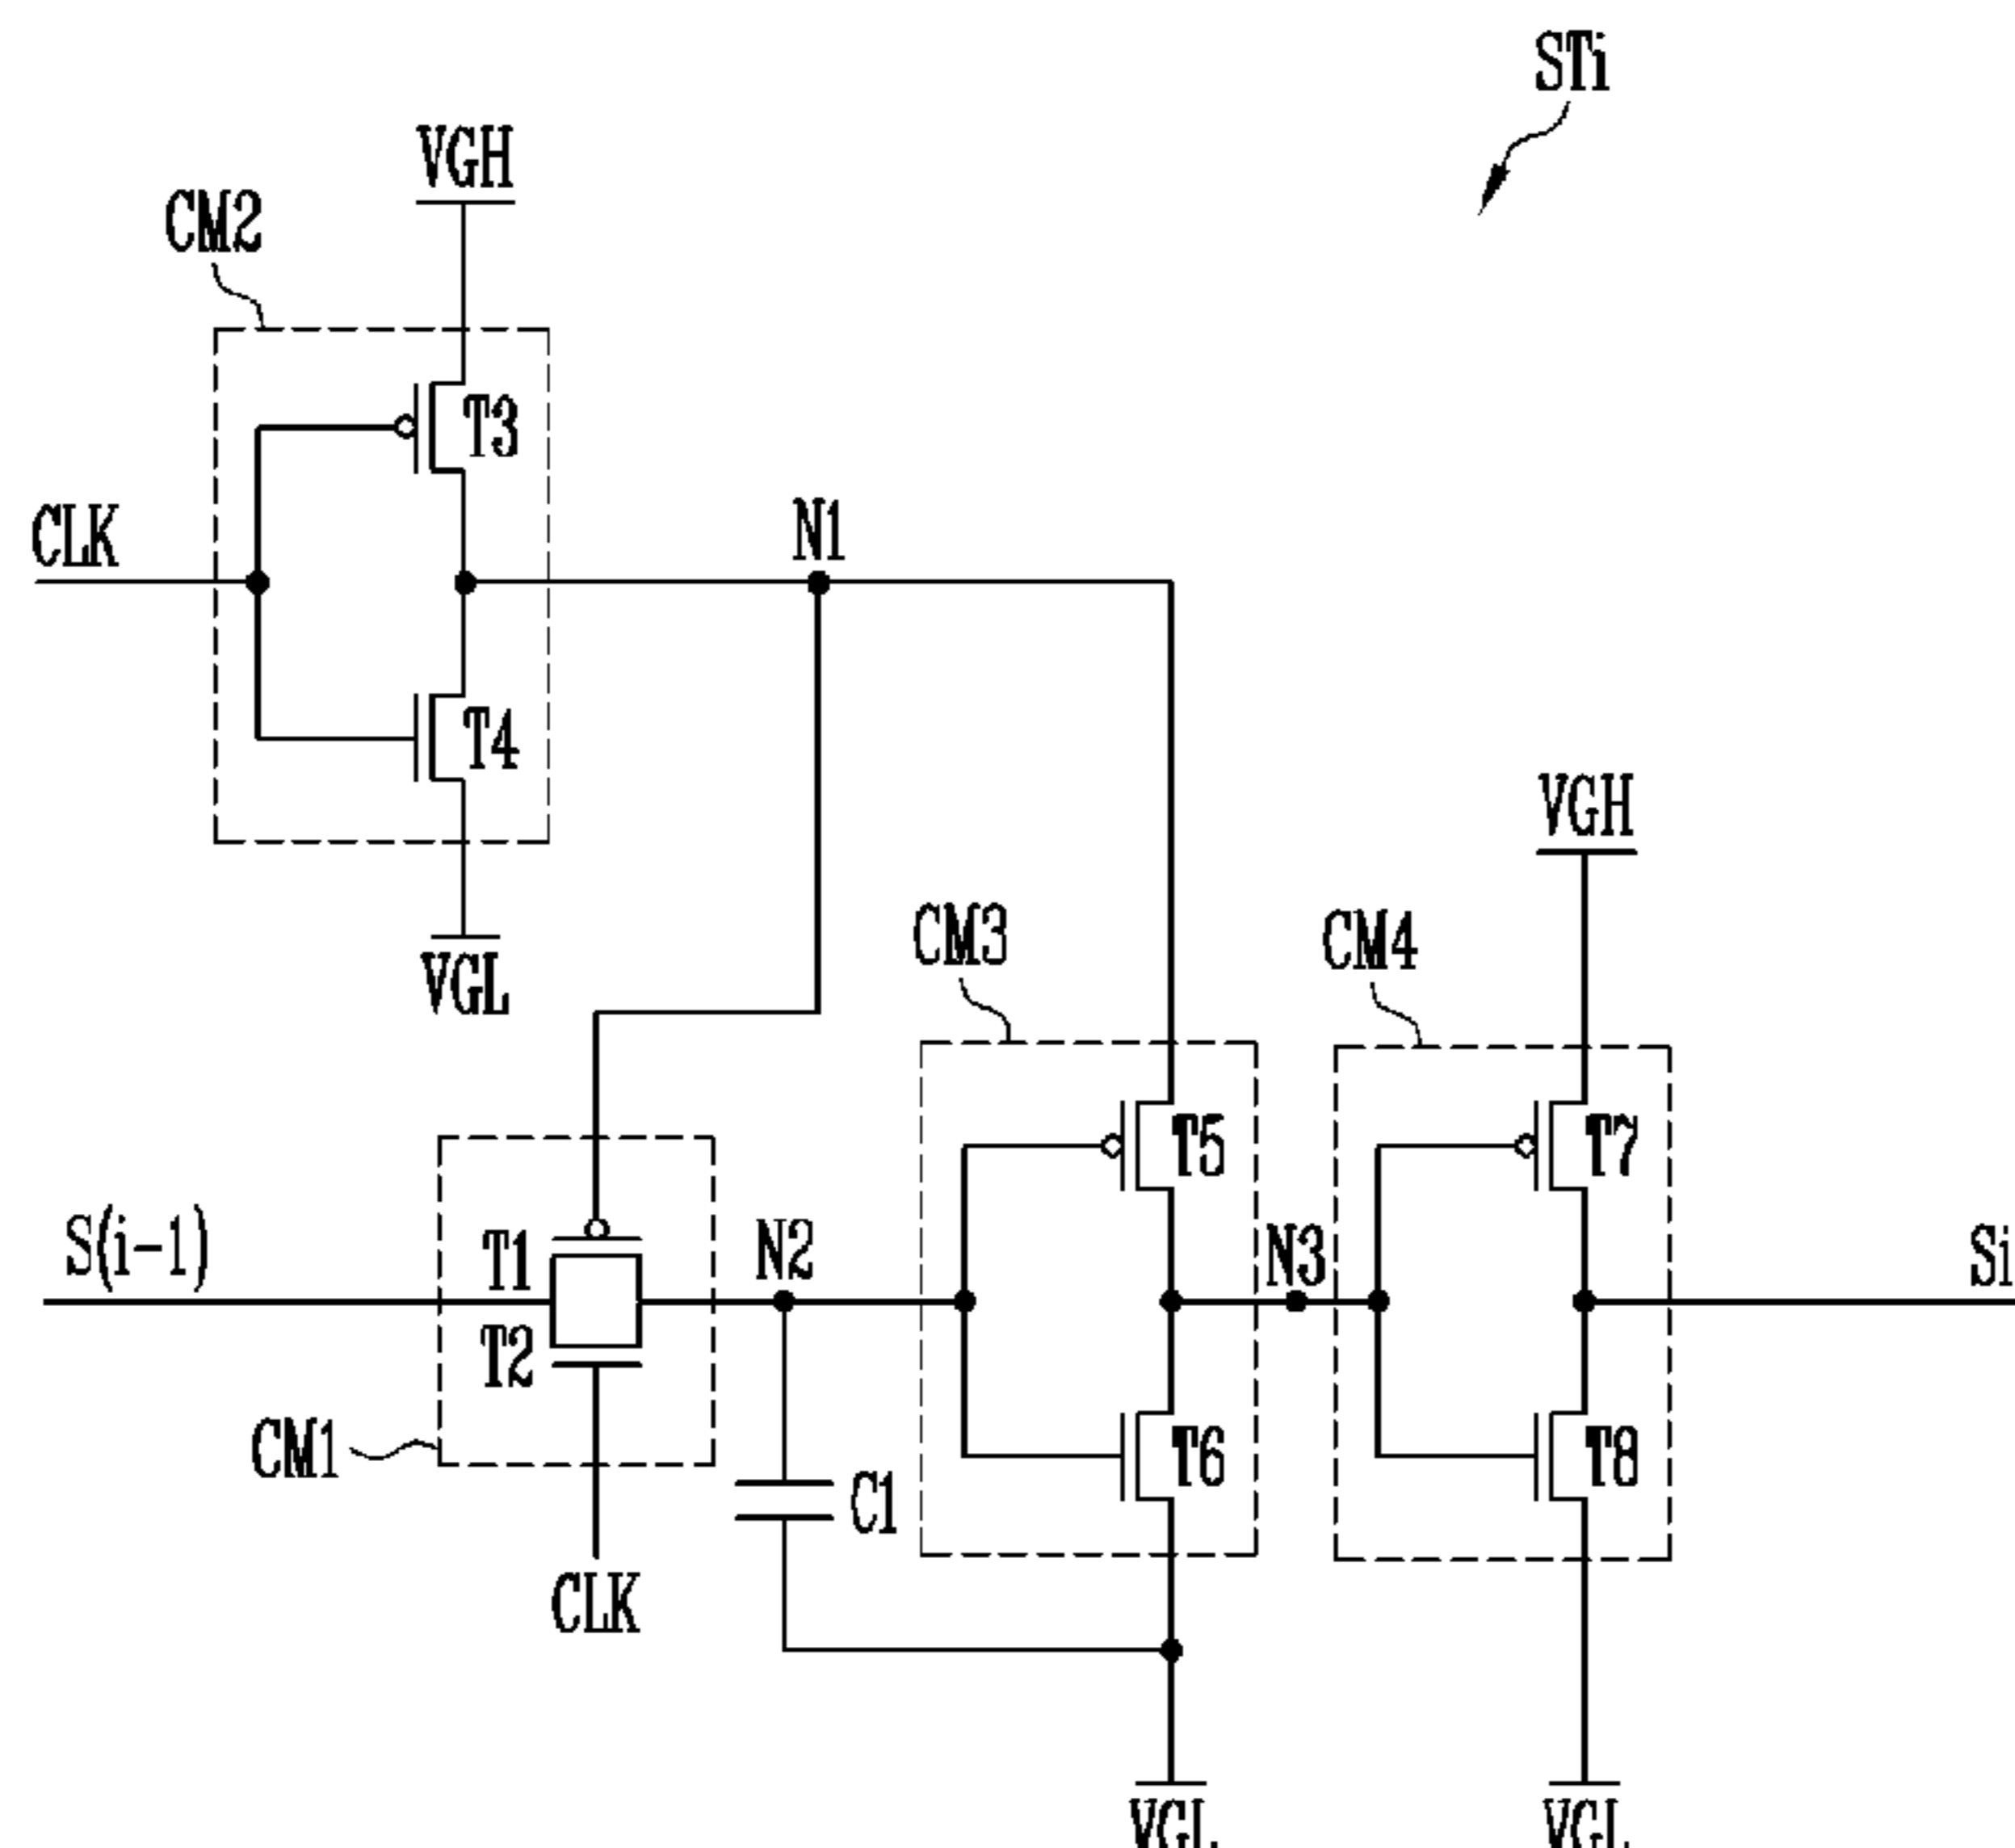 STi
VGH
CM2
T3
CLK
N1
T4
VGH
CM3
CM4
VGL
T5
T7
S(i-1)
T1
N2
N3
Si
T2
CM1
C1
T6
T8
CLK
VGL
VGL